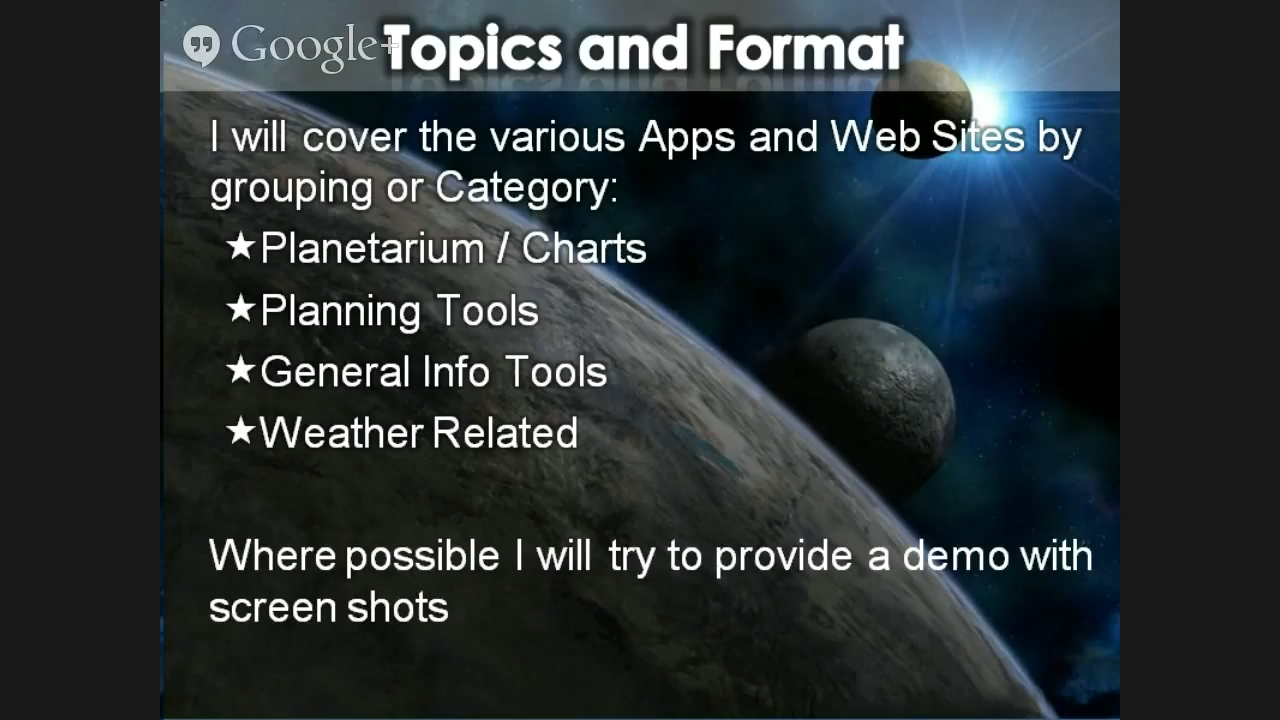 Google+
Topics and Format
I will cover the various Apps and Web Sites by
grouping or Category:
★Planetarium / Charts
★Planning Tools
★General Info Tools
★Weather Related
Where possible I will try to provide a demo with
screen shots